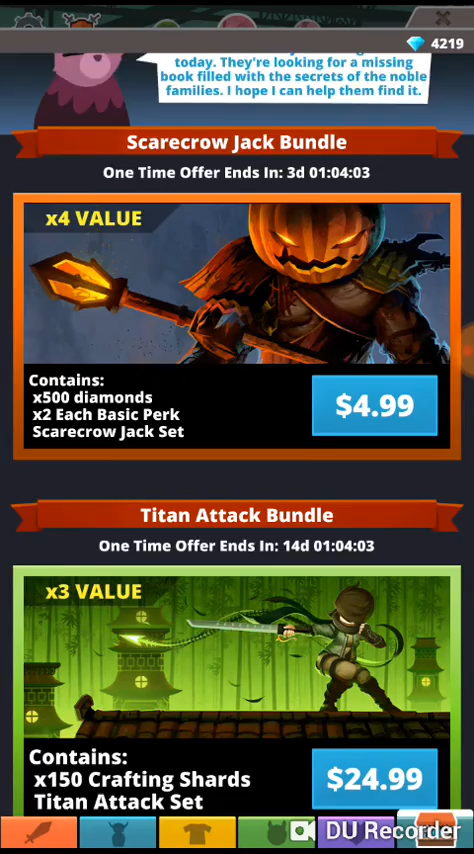 4219
today. They're looking for a missing
book filled with the secrets of the noble
families. I hope I can help them find it.
Scarecrow Jack Bundle
One Time Offer Ends In: 3d 01:04:03
x4 VALUE
Contains:
x500 diamonds
x2 Each Basic Perk
Scarecrow Jack Set
$4.99
Titan Attack Bundle
One Time Offer Ends In: 14d 01:04:03
x3 VALUE
Contains:
x150 Crafting Shards
Titan Attack Set
$24.99
DU Recorder